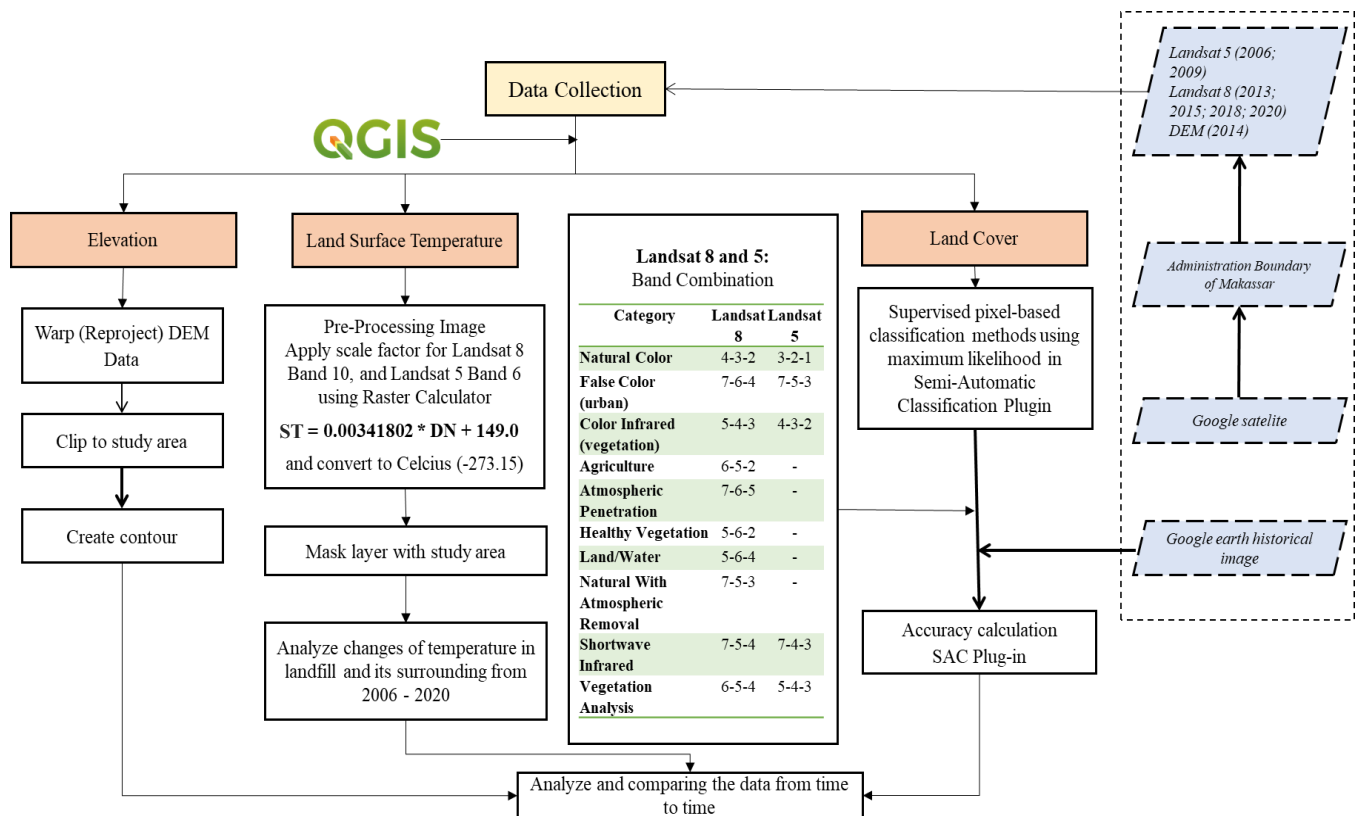 Data Collection
QGIS
Landsat 5 (2006;
2009)
Landsat 8 (2013;
2015; 2018; 2020)
DEM (2014)
Elevation
Warp (Reproject) DEM
Data
Clip to study area
Create contour
Land Surface Temperature
Pre-Processing Image
Apply scale factor for Landsat 8
Band 10, and Landsat 5 Band 6
using Raster Calculator
ST = 0.00341802 * DN + 149.0
and convert to Celcius (-273.15)
Mask layer with study area
Analyze changes of temperature in
landfill and its surrounding from
2006 - 2020
Landsat 8 and 5:
Band Combination
Category Landsat Landsat
8 5
Natural Color 4-3-2 3-2-1
False Color 7-6-4 7-5-3
(urban)
Color Infrared 5-4-3 4-3-2
(vegetation)
Agriculture 6-5-2 -
Atmospheric 7-6-5 -
Penetration
Healthy Vegetation 5-6-2 -
Land/Water 5-6-4 -
Natural With 7-5-3 -
Atmospheric
Removal
Shortwave 7-5-4 7-4-3
Infrared
Vegetation 6-5-4 5-4-3
Analysis
Land Cover
Supervised pixel-based
classification methods using
maximum likelihood in
Semi-Automatic
Classification Plugin
Accuracy calculation
SAC Plug-in
Administration Boundary
of Makassar
Google satelite
Google earth historical
image
Analyze and comparing the data from time
to time